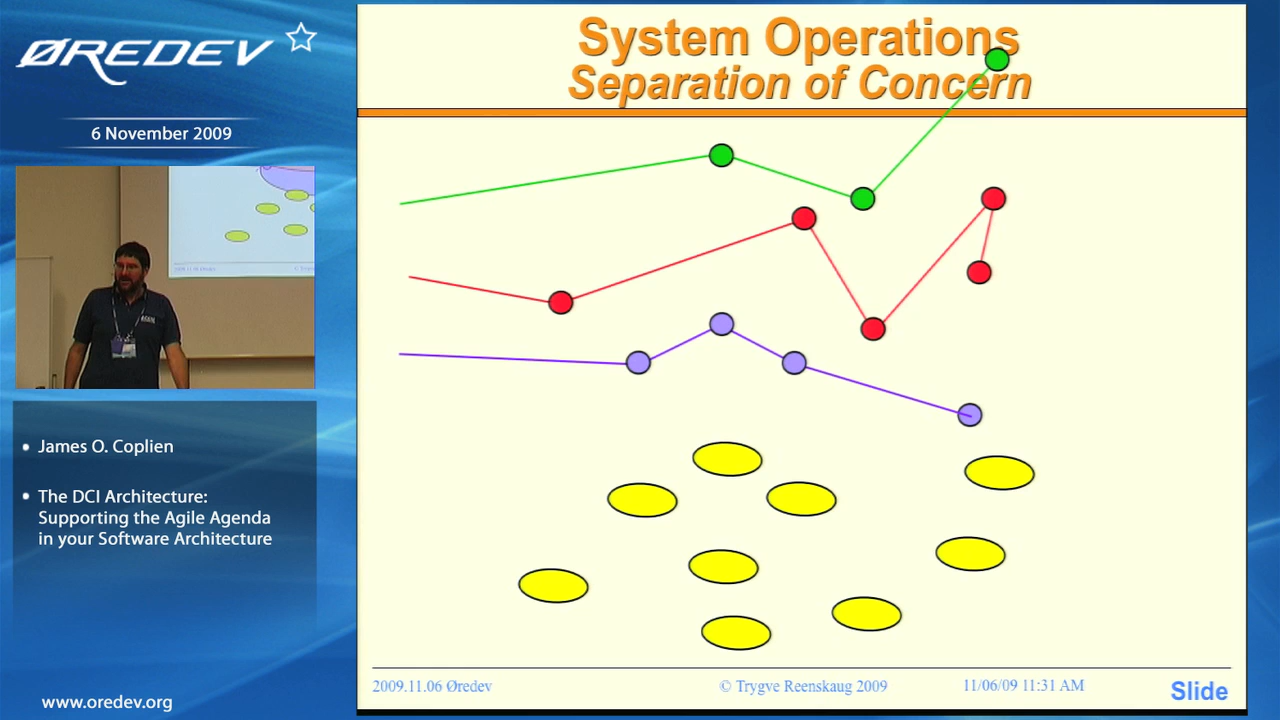 ØREDEV
6 November 2009
James O. Coplien
The DCI Architecture:
Supporting the Agile Agenda
in your Software Architecture
www.oredev.org
System Operations
Separation of Concern
2009.11.06 Øredev
© Trygve Reenskaug 2009
11/06/09 11:31 AM
Slide